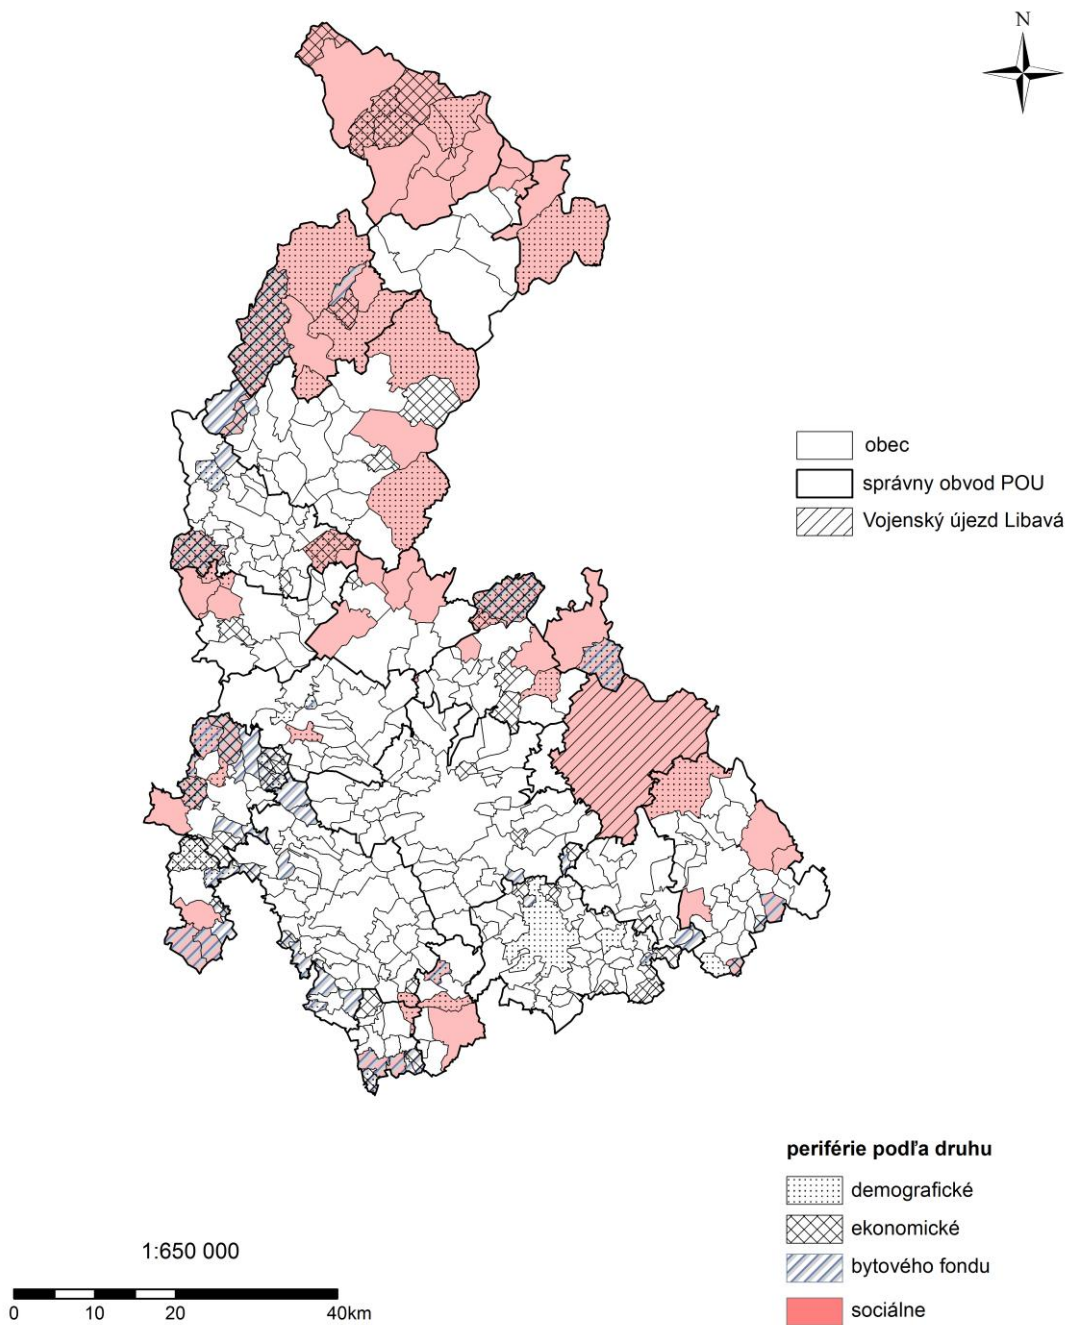 N
obec
správny obvod POU
Vojenský újezd Libavá
periférie podľa druhu
demografické
ekonomické
bytového fondu
sociálne
1:650 000
0 10 20 40km